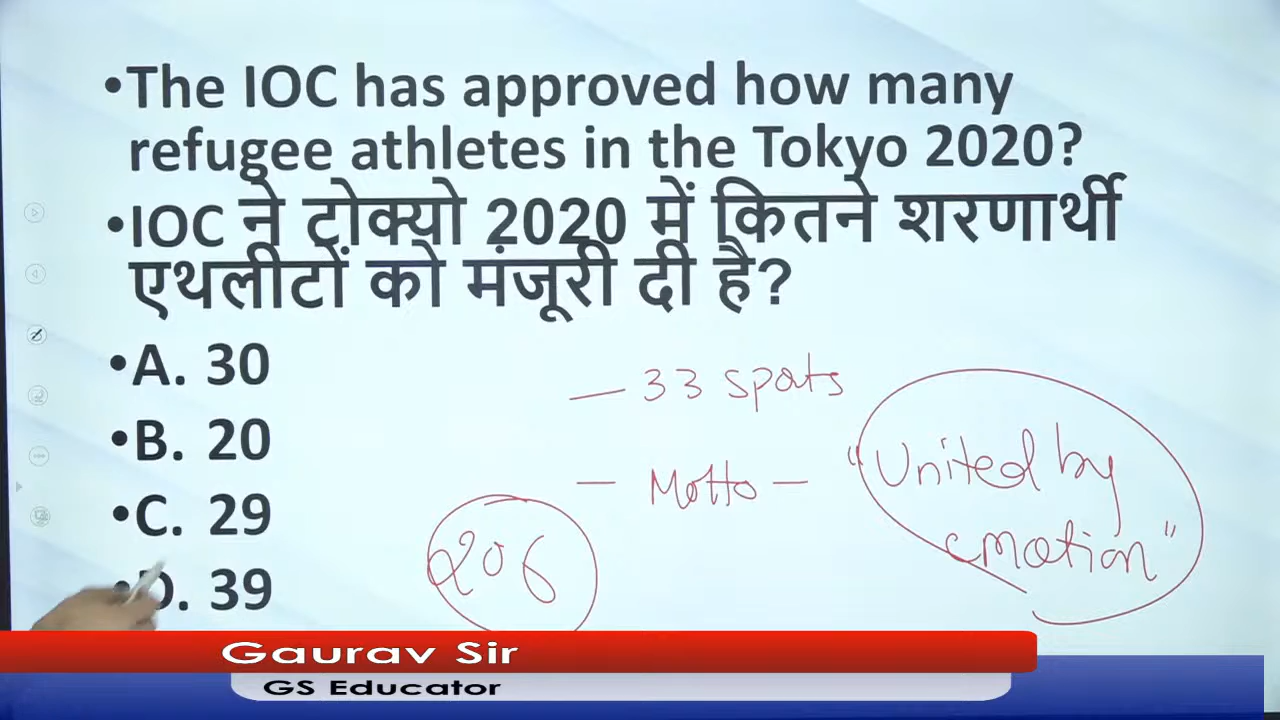 •The IOC has approved how many
refugee athletes in the Tokyo 2020?
•IOC ने टोक्यो 2020 में कितने शरणार्थी
एथलीटों को मंजूरी दी है?
•A. 30
•B. 20
•C. 29
•D. 39
— 33 spots
— Motto — "United by
emotion"
206
Gaurav Sir
GS Educator